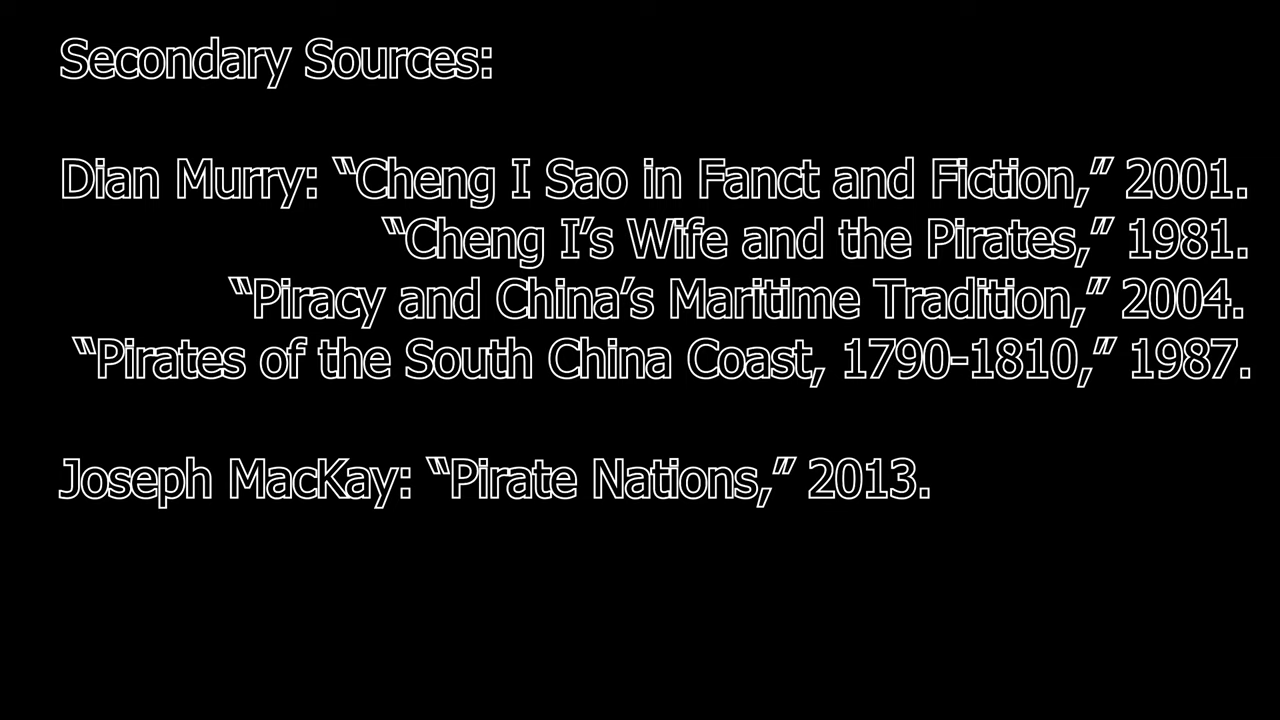 Secondary Sources:
Dian Murry: “Cheng I Sao in Fanct and Fiction,” 2001.
“Cheng I’s Wife and the Pirates,” 1981.
“Piracy and China’s Maritime Tradition,” 2004.
“Pirates of the South China Coast, 1790-1810,” 1987.
Joseph MacKay: “Pirate Nations,” 2013.